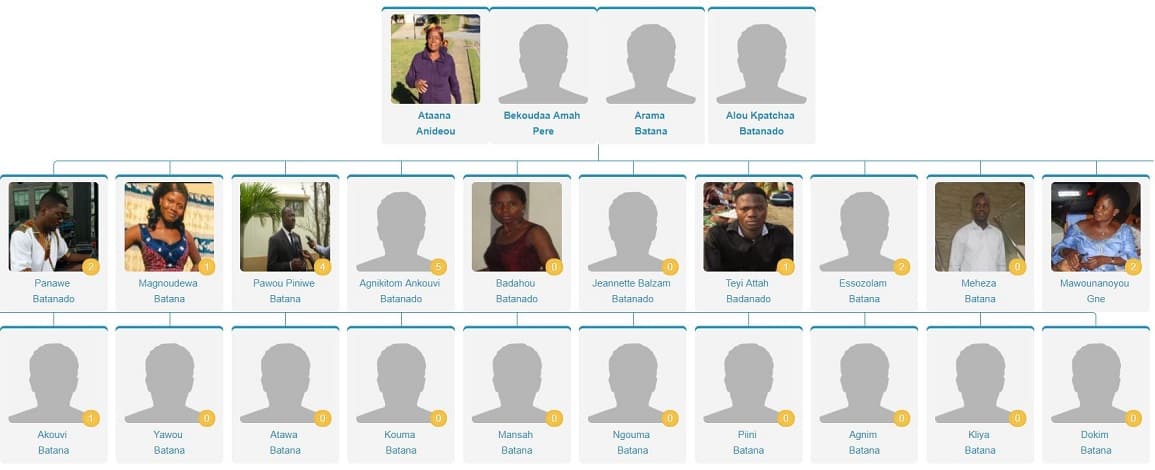 Ataana
Anideou
Bekoudaa Amah
Pere
Arama
Batana
Alou Kpatchaa
Batanado
2
Panawe
Batanado
1
Magnoudewa
Batana
4
Pawou Piniwe
Batana
5
Agnikitom Ankouvi
Batanado
0
Badahou
Batanado
0
Jeannette Balzam
Batanado
1
Teyi Attah
Badanado
2
Essozolam
Batana
0
Meheza
Batana
2
Mawounanoyou
Gne
1
Akouvi
Batana
0
Yawou
Batana
0
Atawa
Batana
0
Kouma
Batana
0
Mansah
Batana
0
Ngouma
Batana
0
Piini
Batana
0
Agnim
Batana
0
Kliya
Batana
0
Dokim
Batana